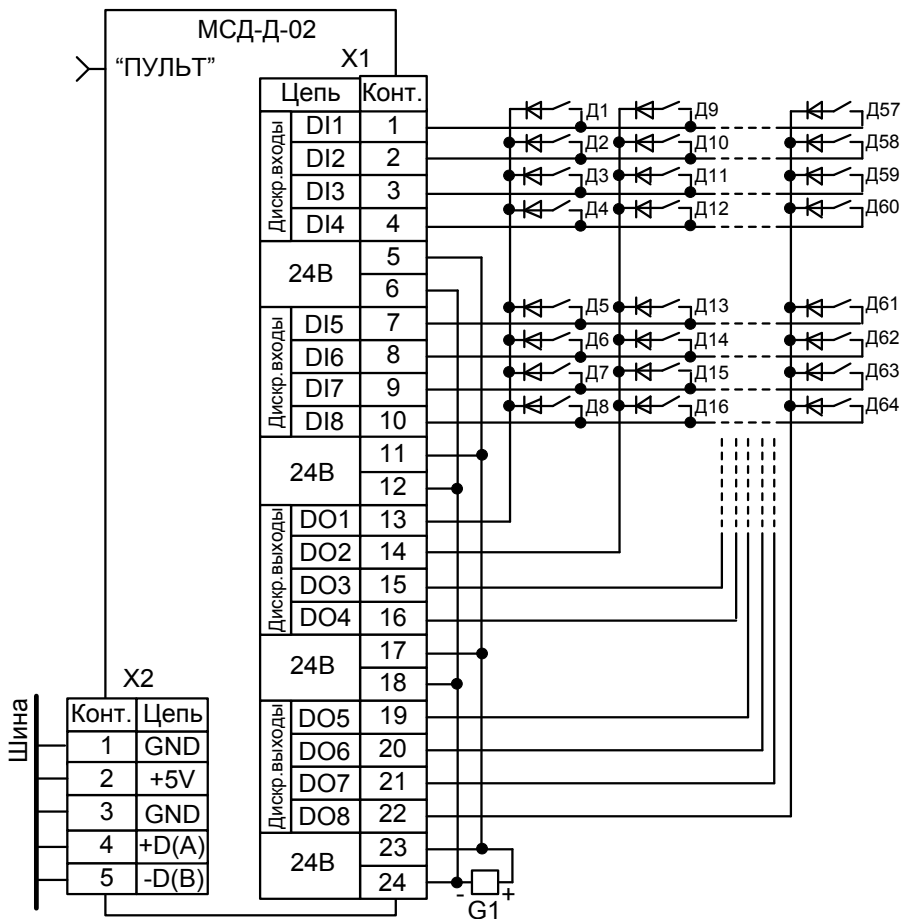 МСД-Д-02
“ПУЛЬТ”
X1
Цепь Конт.
Дискр.входы
DI1 1
DI2 2
DI3 3
DI4 4
24В
5
6
Дискр.входы
DI5 7
DI6 8
DI7 9
DI8 10
24В
11
12
Дискр.выходы
DO1 13
DO2 14
DO3 15
DO4 16
24В
17
18
Дискр.выходы
DO5 19
DO6 20
DO7 21
DO8 22
24В
23
24
Д1 Д9 Д57
Д2 Д10 Д58
Д3 Д11 Д59
Д4 Д12 Д60
Д5 Д13 Д61
Д6 Д14 Д62
Д7 Д15 Д63
Д8 Д16 Д64
- +
G1
X2
Шина
Конт. Цепь
1 GND
2 +5V
3 GND
4 +D(A)
5 -D(B)